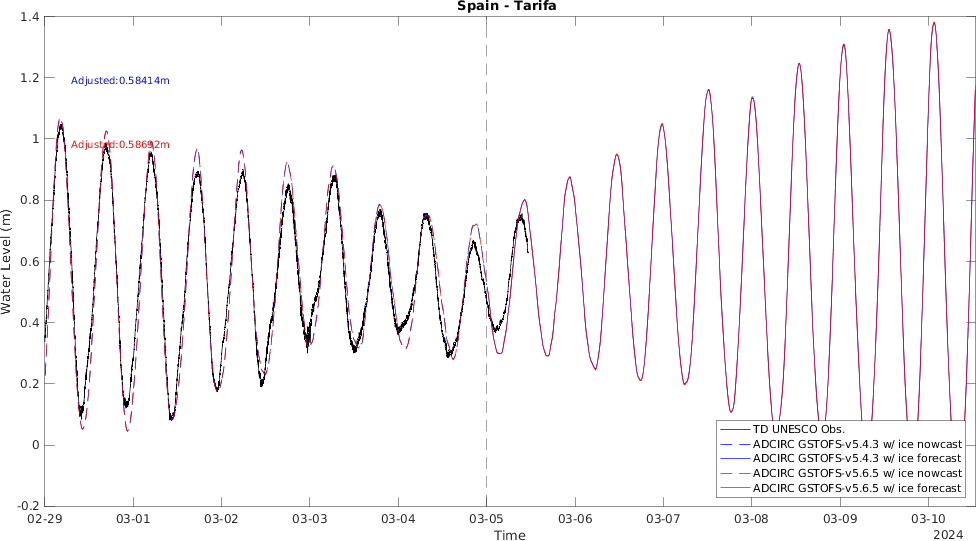 Spain - Tarifa
1.4
1.2
1
0.8
0.6
0.4
0.2
0
-0.2
Water Level (m)
Adjusted:0.58414m
Adjusted:0.58692m
TD UNESCO Obs.
ADCIRC GSTOFS-v5.4.3 w/ ice nowcast
ADCIRC GSTOFS-v5.4.3 w/ ice forecast
ADCIRC GSTOFS-v5.6.5 w/ ice nowcast
ADCIRC GSTOFS-v5.6.5 w/ ice forecast
02-29 03-01 03-02 03-03 03-04 03-05 03-06 03-07 03-08 03-09 03-10
Time
2024